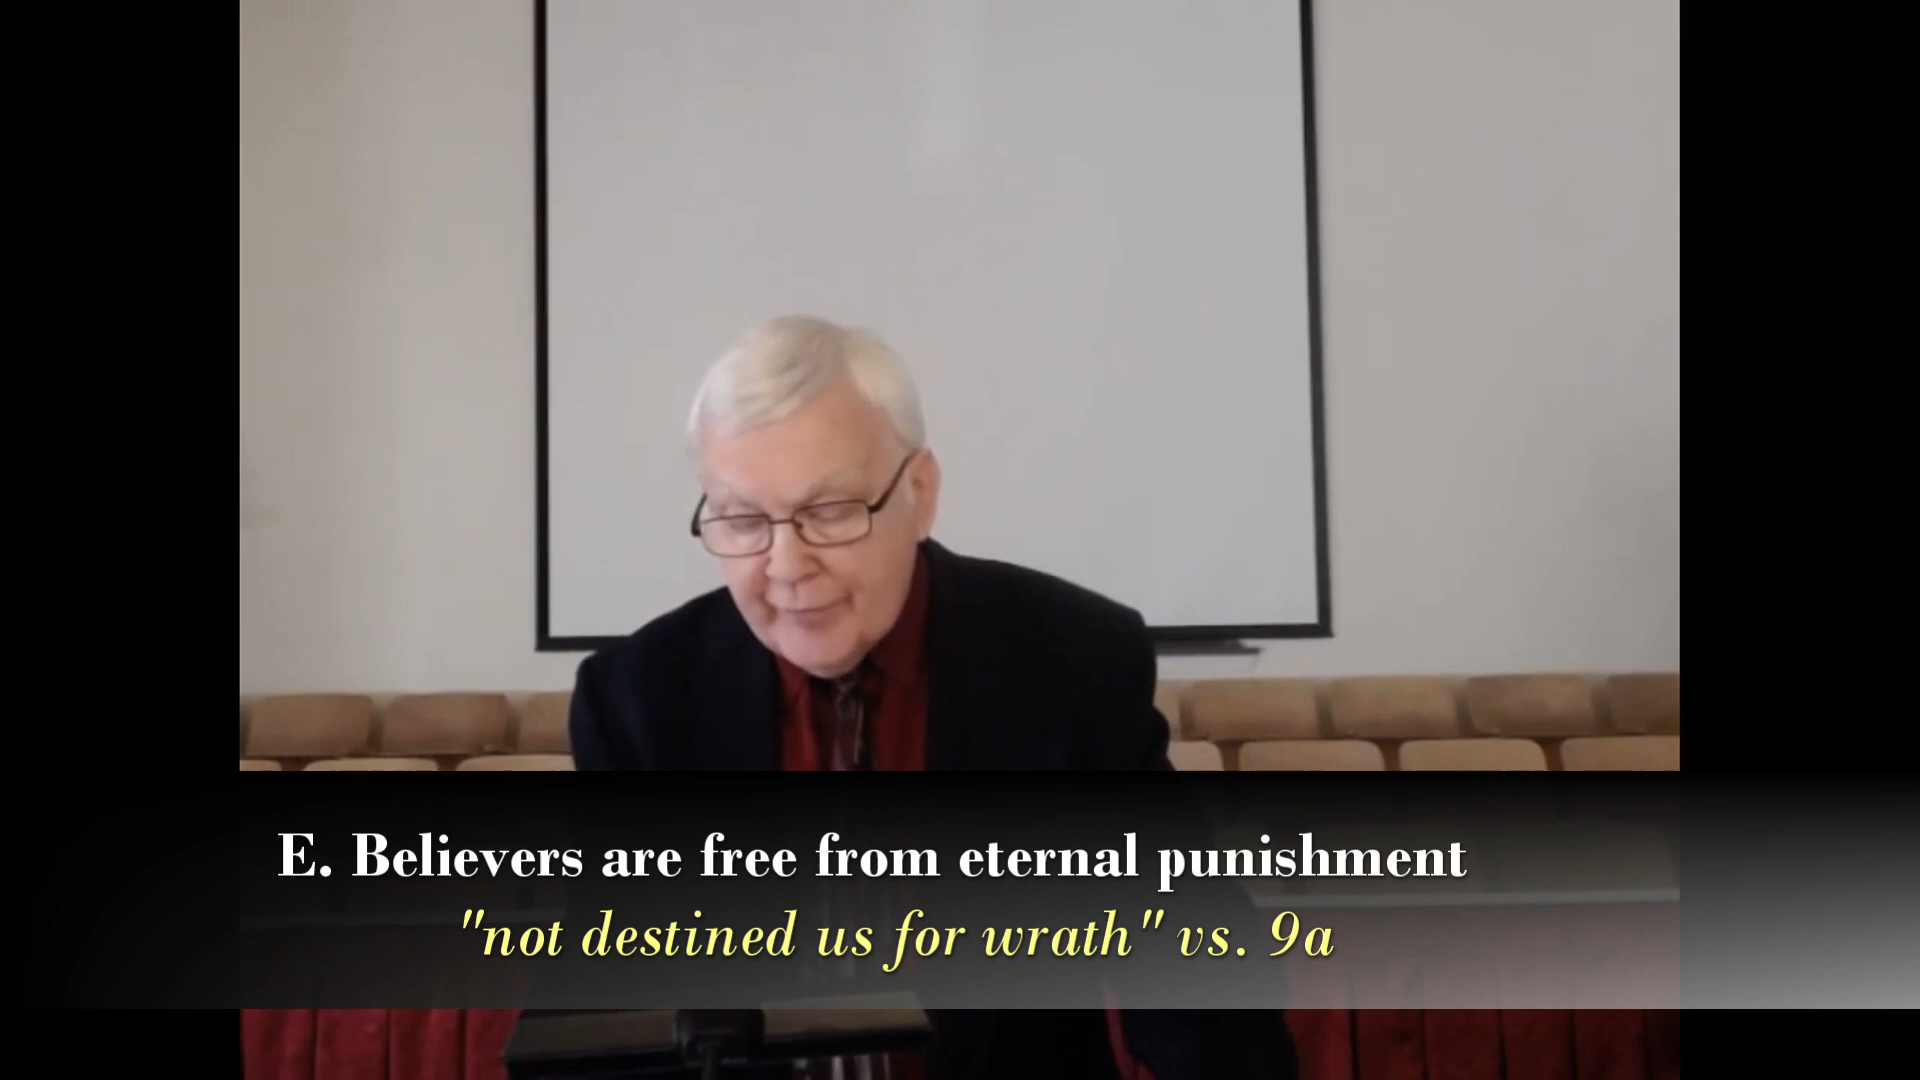 E. Believers are free from eternal punishment
"not destined us for wrath" vs. 9a